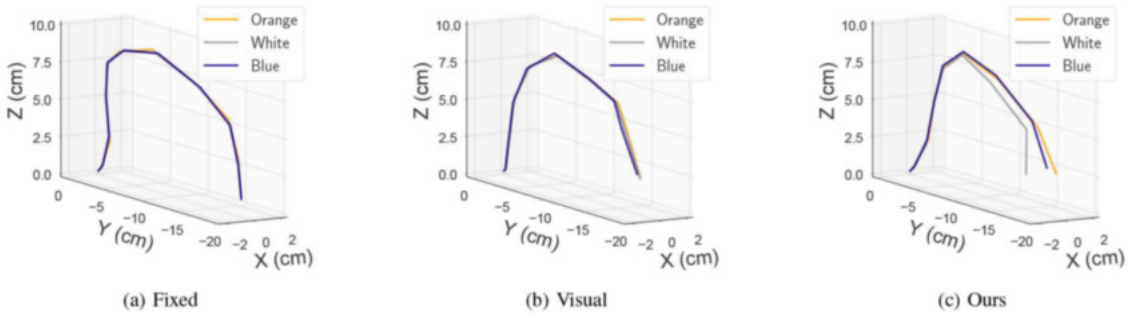 10.0
7.5
5.0
2.5
0.0
Z (cm)
0
−5
−10
−15
−20
Y (cm)
−2
0
2
X (cm)
Orange
White
Blue
(a) Fixed
10.0
7.5
5.0
2.5
0.0
Z (cm)
0
−5
−10
−15
−20
Y (cm)
−2
0
2
X (cm)
Orange
White
Blue
(b) Visual
10.0
7.5
5.0
2.5
0.0
Z (cm)
0
−5
−10
−15
−20
Y (cm)
−2
0
2
X (cm)
Orange
White
Blue
(c) Ours